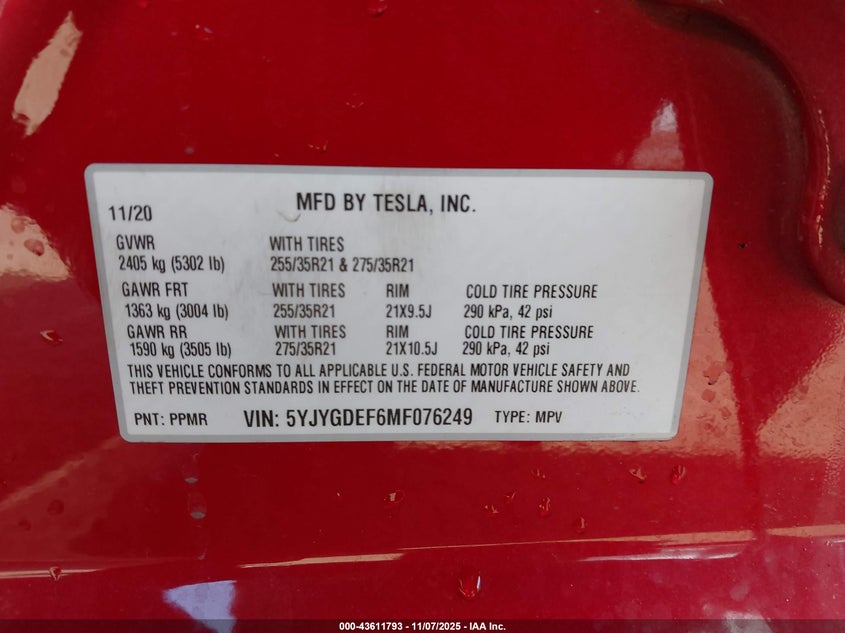 11/20 MFD BY TESLA, INC.
GVWR WITH TIRES
2405 kg (5302 lb) 255/35R21 & 275/35R21
GAWR FRT WITH TIRES RIM COLD TIRE PRESSURE
1363 kg (3004 lb) 255/35R21 21X9.5J 290 kPa, 42 psi
GAWR RR WITH TIRES RIM COLD TIRE PRESSURE
1590 kg (3505 lb) 275/35R21 21X10.5J 290 kPa, 42 psi
THIS VEHICLE CONFORMS TO ALL APPLICABLE U.S. FEDERAL MOTOR VEHICLE SAFETY AND
THEFT PREVENTION STANDARDS IN EFFECT ON THE DATE OF MANUFACTURE SHOWN ABOVE.
PNT: PPMR VIN: 5YJYGDEF6MF076249 TYPE: MPV
000-43611793 - 11/07/2025 - IAA Inc.